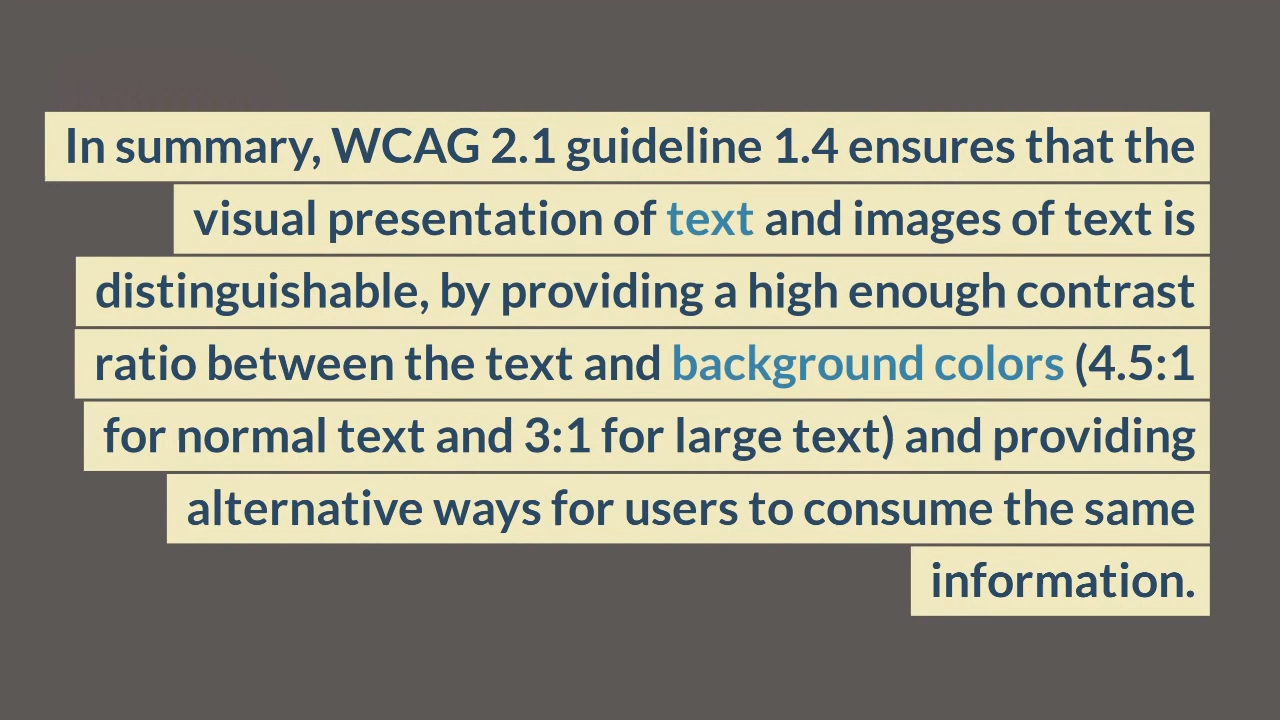 In summary, WCAG 2.1 guideline 1.4 ensures that the
visual presentation of text and images of text is
distinguishable, by providing a high enough contrast
ratio between the text and background colors (4.5:1
for normal text and 3:1 for large text) and providing
alternative ways for users to consume the same
information.